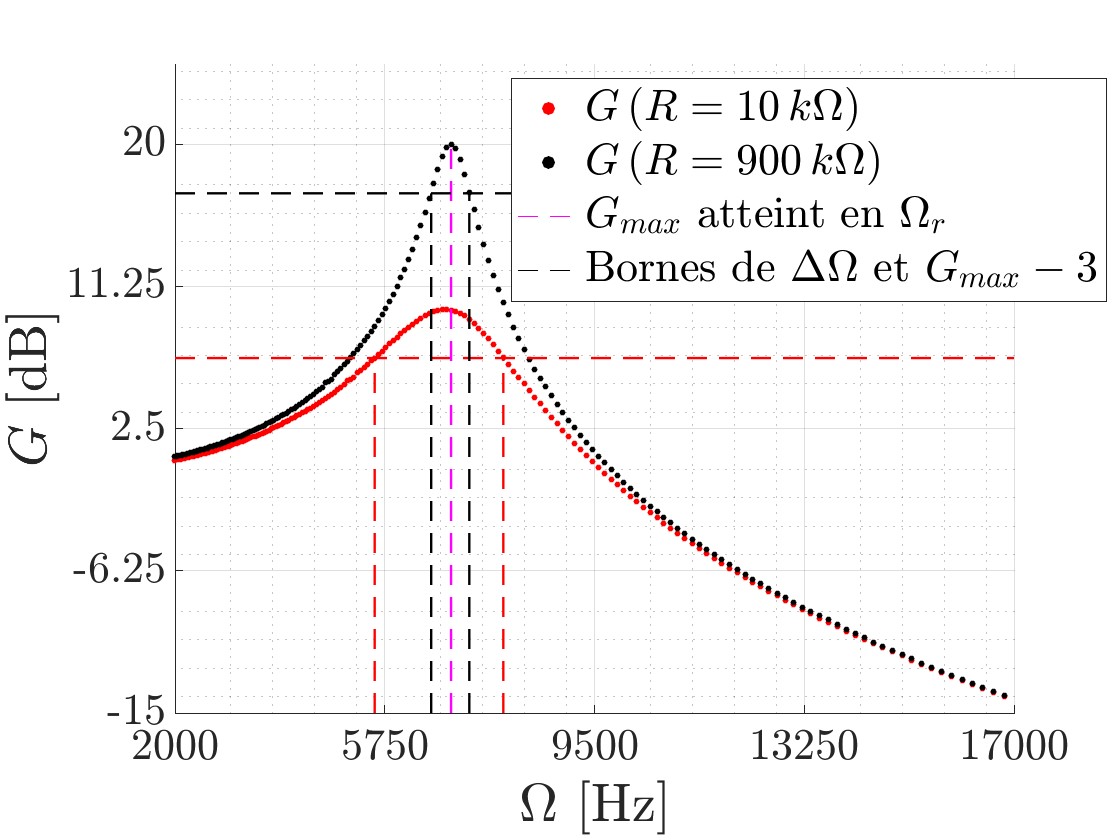 G (R = 10 kΩ)
G (R = 900 kΩ)
G_max atteint en Ω_r
Bornes de ΔΩ et G_max − 3
G [dB]
20
11.25
2.5
-6.25
-15
2000 5750 9500 13250 17000
Ω [Hz]